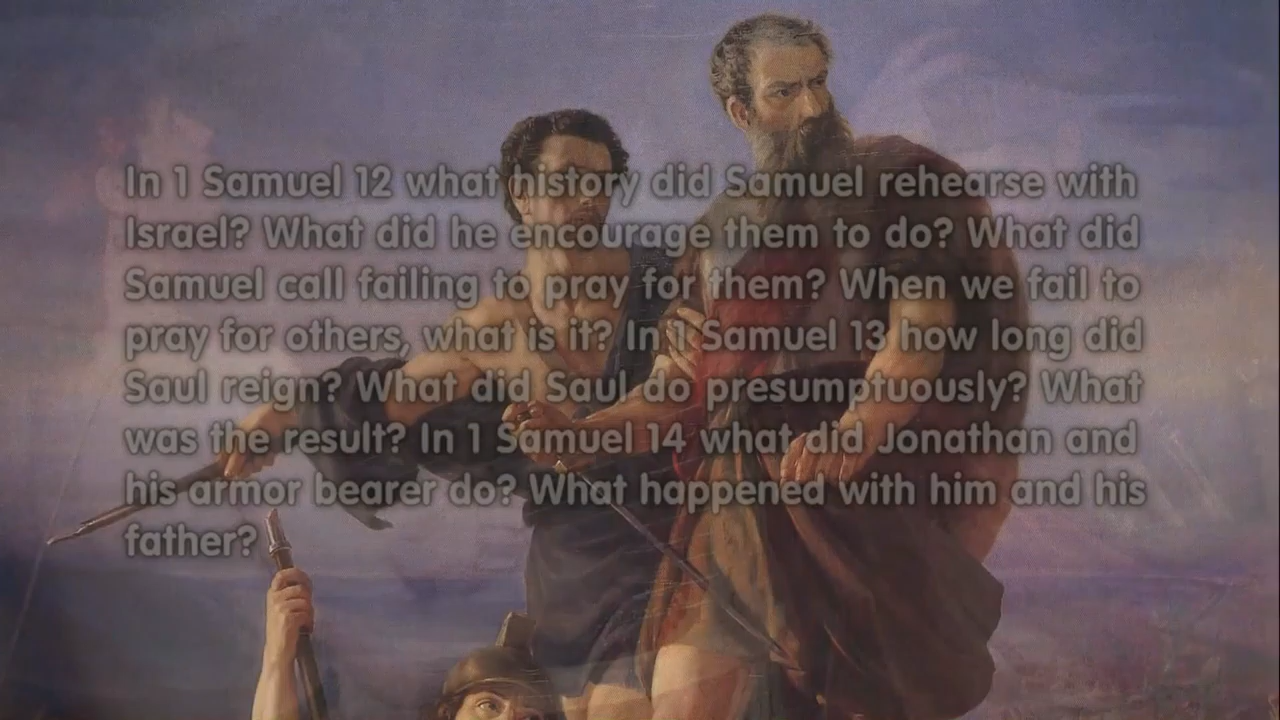 In 1 Samuel 12 what history did Samuel rehearse with
Israel? What did he encourage them to do? What did
Samuel call failing to pray for them? When we fail to
pray for others, what is it? In 1 Samuel 13 how long did
Saul reign? What did Saul do presumptuously? What
was the result? In 1 Samuel 14 what did Jonathan and
his armor bearer do? What happened with him and his
father?